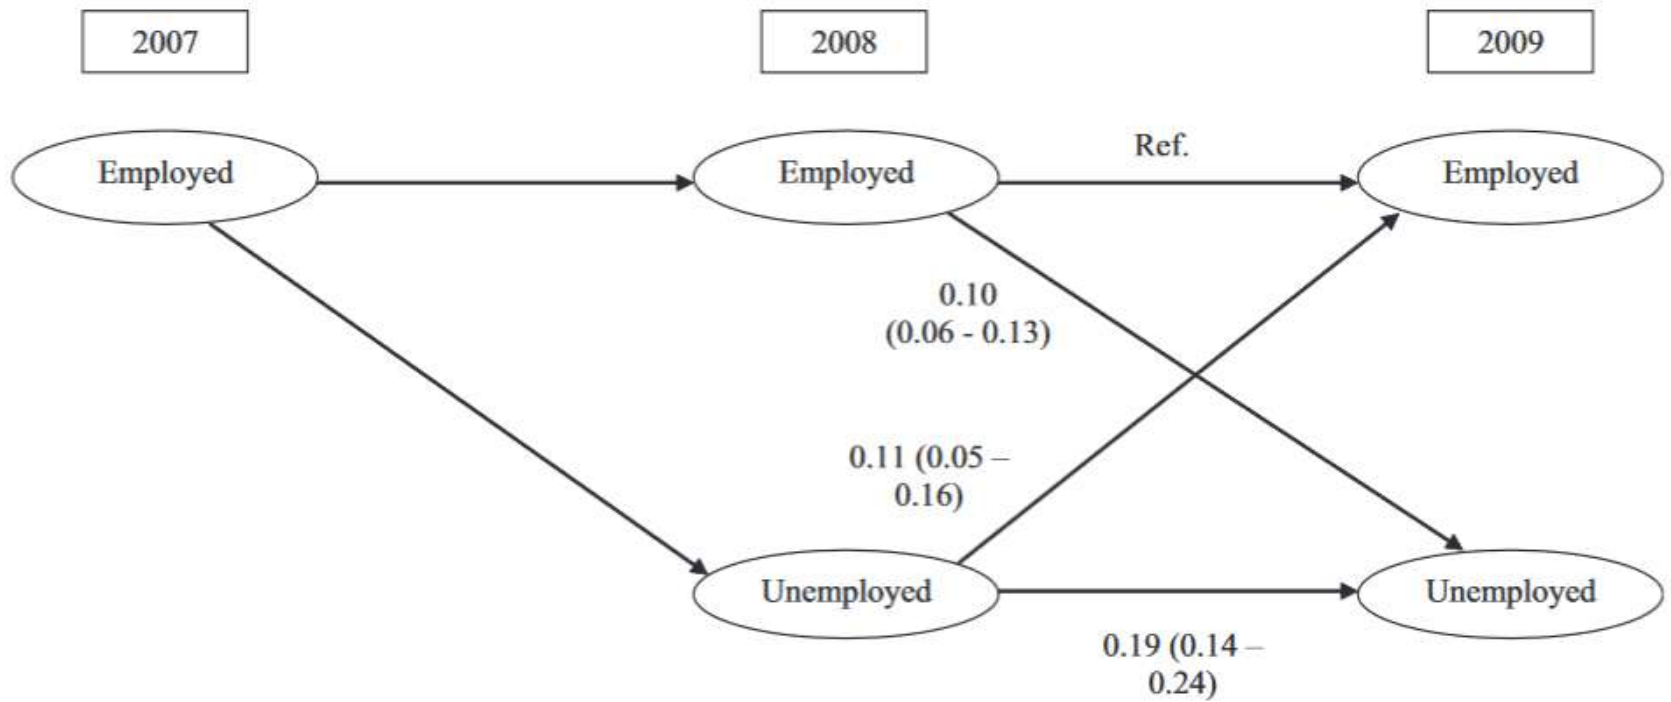 2007
2008
2009
Employed
Employed
Ref.
Employed
0.10
(0.06 - 0.13)
0.11 (0.05 –
0.16)
Unemployed
Unemployed
0.19 (0.14 –
0.24)